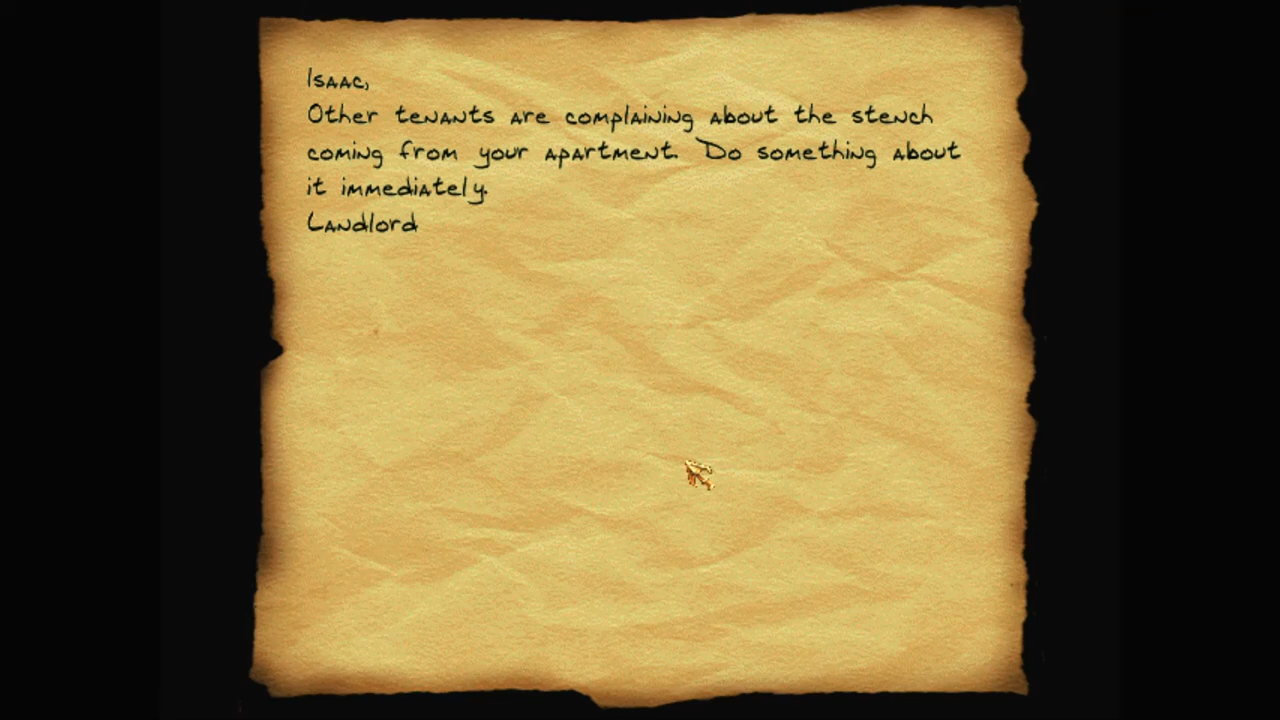 Isaac,
Other tenants are complaining about the stench
coming from your apartment. Do something about
it immediately.
Landlord